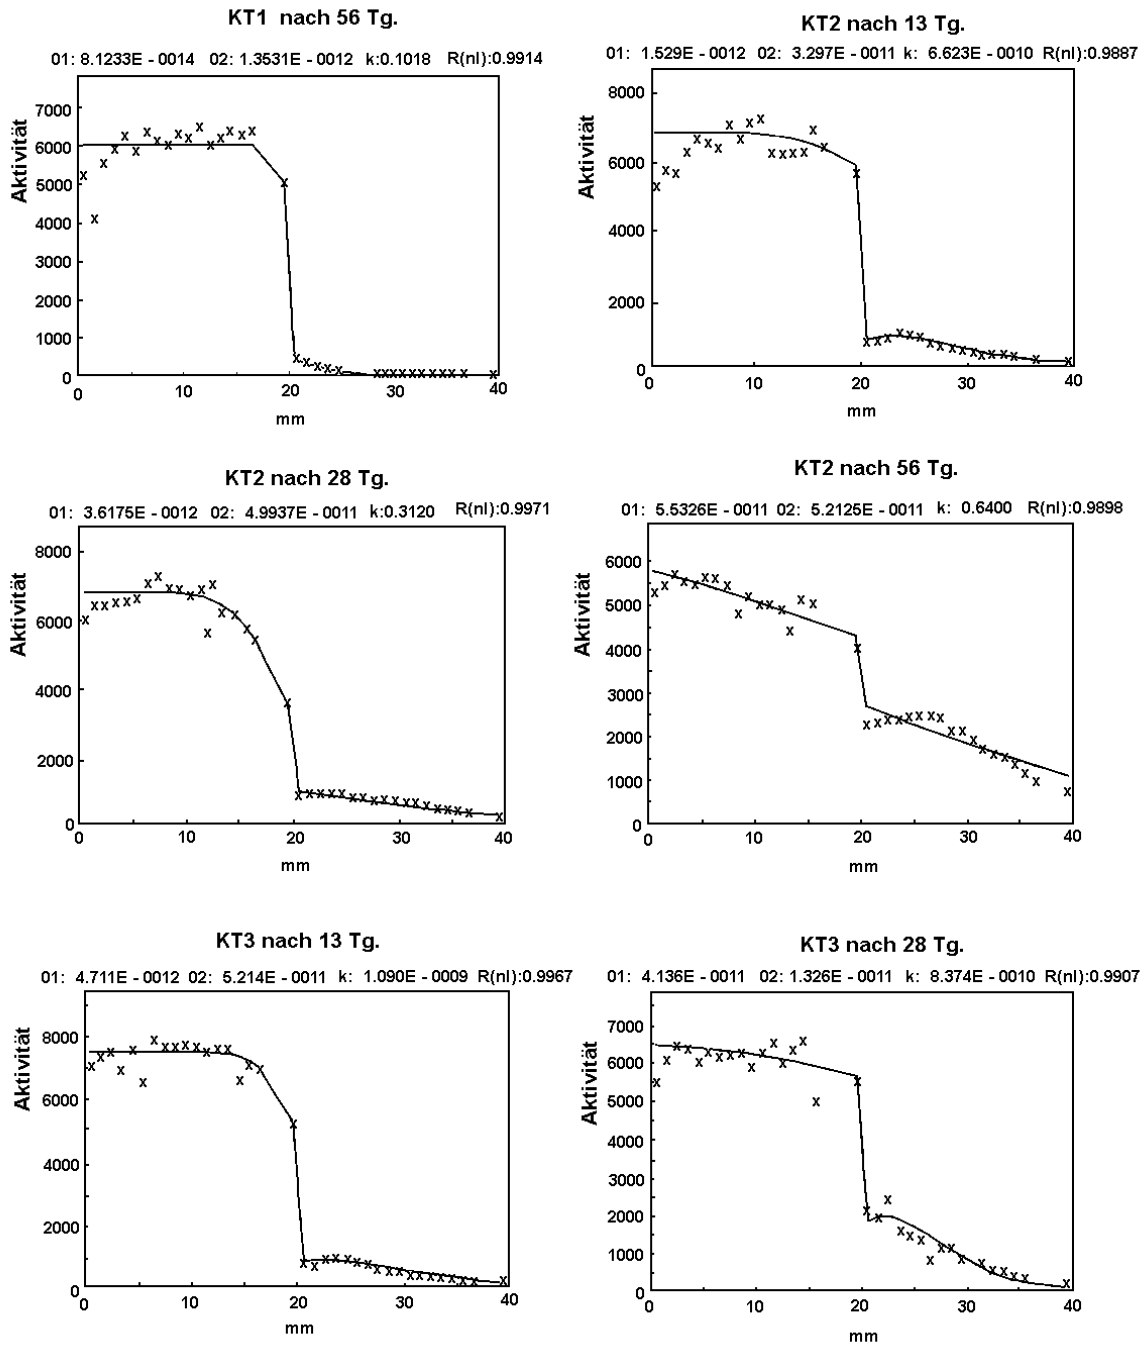 KT1 nach 56 Tg.
01: 8.1233E - 0014 02: 1.3531E - 0012 k:0.1018 R(nl):0.9914
Aktivität
7000
6000
5000
4000
3000
2000
1000
0
0 10 20 30 40
mm
KT2 nach 13 Tg.
01: 1.529E - 0012 02: 3.297E - 0011 k: 6.623E - 0010 R(nl):0.9887
Aktivität
8000
6000
4000
2000
0
0 10 20 30 40
mm
KT2 nach 28 Tg.
01: 3.6175E - 0012 02: 4.9937E - 0011 k:0.3120 R(nl):0.9971
Aktivität
8000
6000
4000
2000
0
0 10 20 30 40
mm
KT2 nach 56 Tg.
01: 5.5326E - 0011 02: 5.2125E - 0011 k: 0.6400 R(nl):0.9898
Aktivität
6000
5000
4000
3000
2000
1000
0
0 10 20 30 40
mm
KT3 nach 13 Tg.
01: 4.711E - 0012 02: 5.214E - 0011 k: 1.090E - 0009 R(nl):0.9967
Aktivität
8000
6000
4000
2000
0
0 10 20 30 40
mm
KT3 nach 28 Tg.
01: 4.136E - 0011 02: 1.326E - 0011 k: 8.374E - 0010 R(nl):0.9907
Aktivität
7000
6000
5000
4000
3000
2000
1000
0
0 10 20 30 40
mm